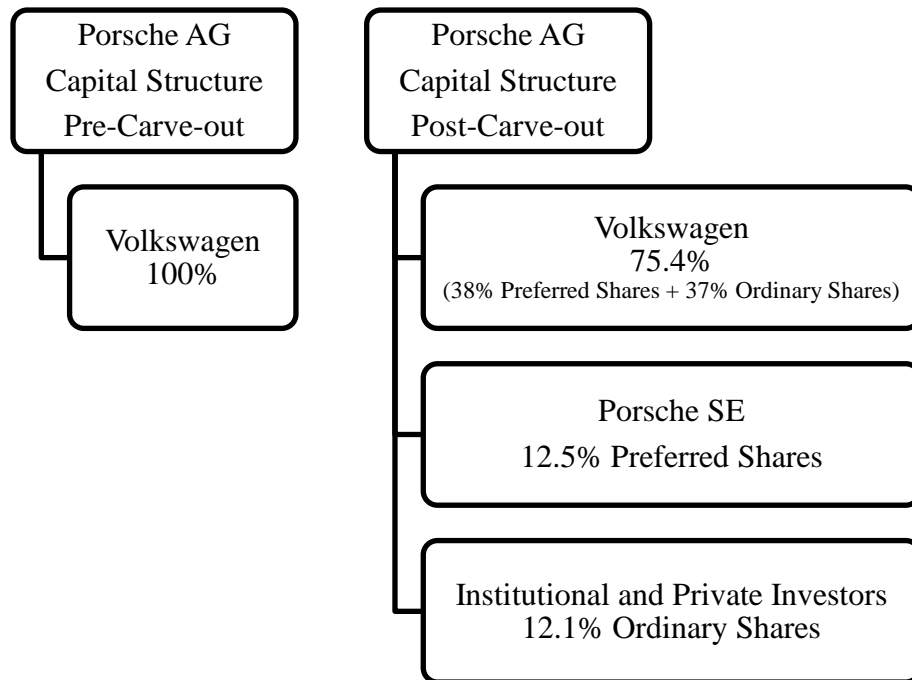 Porsche AG
Capital Structure
Pre-Carve-out
Volkswagen
100%
Porsche AG
Capital Structure
Post-Carve-out
Volkswagen
75.4%
(38% Preferred Shares + 37% Ordinary Shares)
Porsche SE
12.5% Preferred Shares
Institutional and Private Investors
12.1% Ordinary Shares